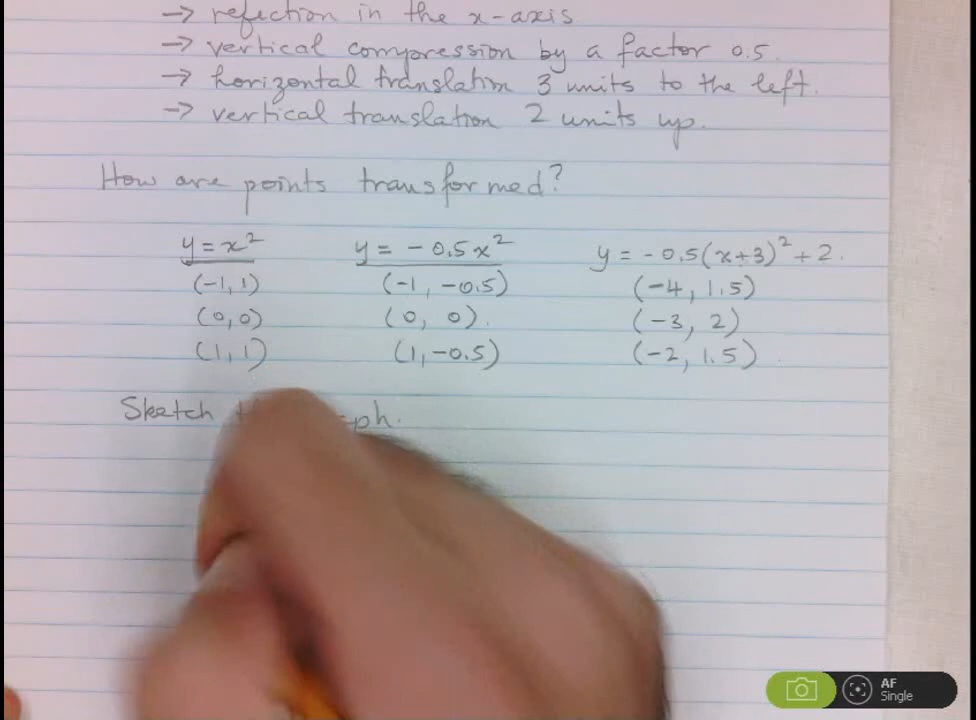 → refection in the x-axis
→ vertical compression by a factor 0.5.
→ horizontal translation 3 units to the left.
→ vertical translation 2 units up.
How are points transformed?
y = x² y = -0.5x² y = -0.5(x+3)² + 2.
(-1, 1) (-1, -0.5) (-4, 1.5)
(0,0) (0, 0). (-3, 2)
(1, 1) (1, -0.5) (-2, 1.5)
Sketch
AF
Single